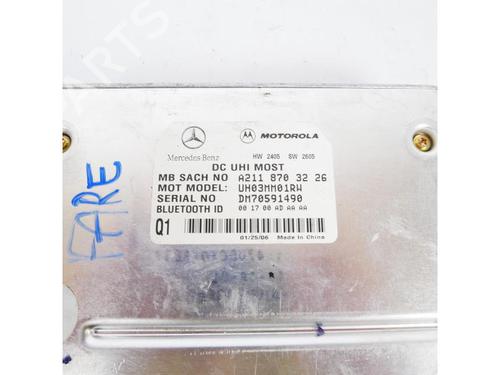 Mercedes Benz
MOTOROLA
HW 2405 SW 2605
DC UHI MOST
MB SACH NO A211 870 32 26
MOT MODEL: UH03MM01RW
SERIAL NO DM70591490
BLUETOOTH ID 00 17 00 AD AA AA
Q1
01/25/06 Made In China
FARE